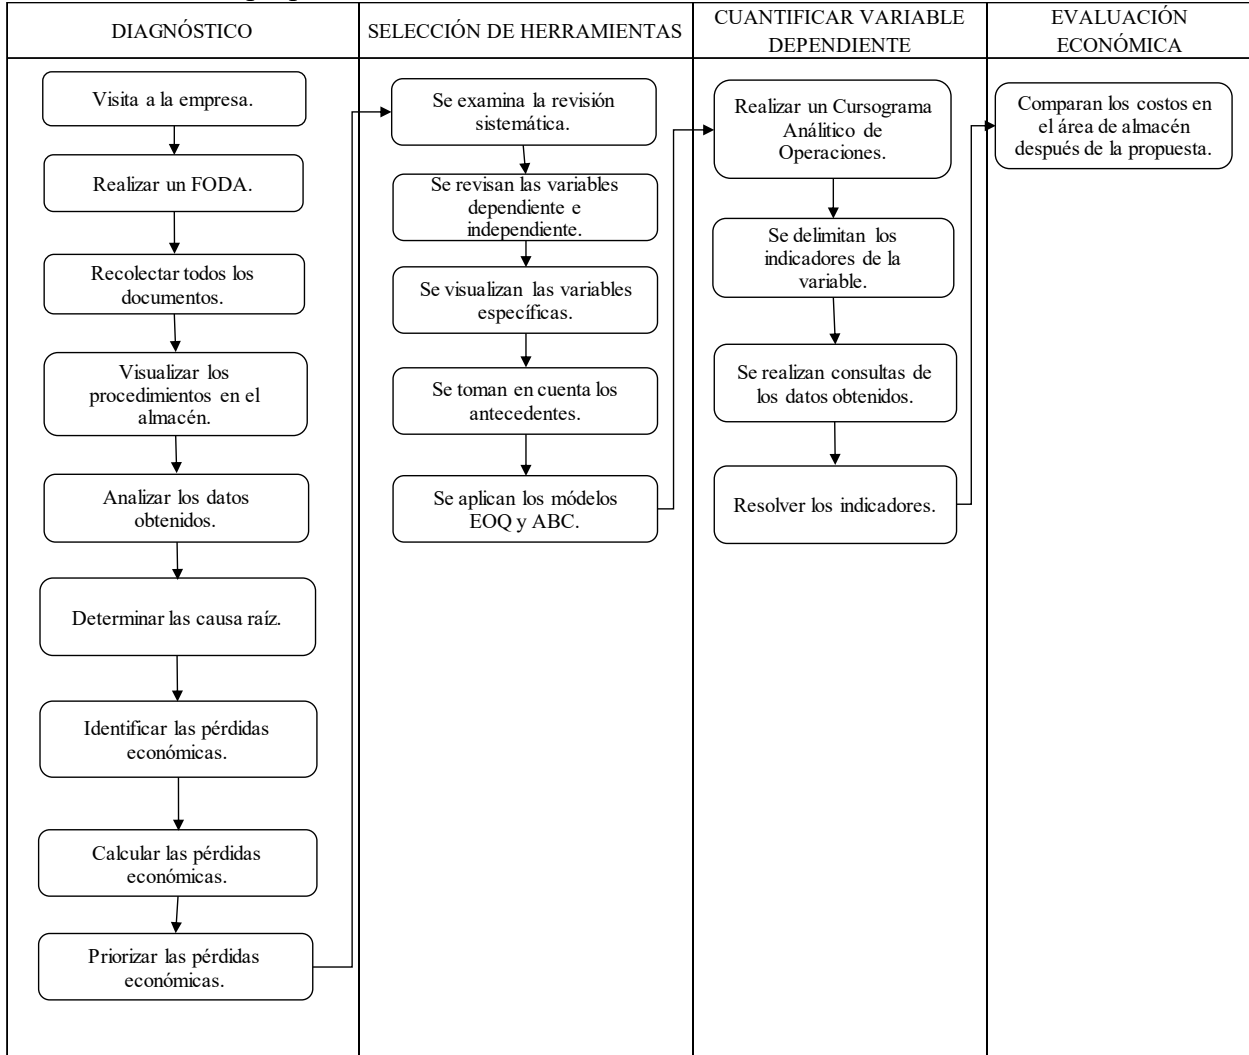 DIAGNÓSTICO
Visita a la empresa.
Realizar un FODA.
Recolectar todos los
documentos.
Visualizar los
procedimientos en el
almacén.
Analizar los datos
obtenidos.
Determinar las causa raíz.
Identificar las pérdidas
económicas.
Calcular las pérdidas
económicas.
Priorizar las pérdidas
económicas.
SELECCIÓN DE HERRAMIENTAS
Se examina la revisión
sistemática.
Se revisan las variables
dependiente e
independiente.
Se visualizan las variables
específicas.
Se toman en cuenta los
antecedentes.
Se aplican los módelos
EOQ y ABC.
CUANTIFICAR VARIABLE
DEPENDIENTE
Realizar un Cursograma
Análitico de
Operaciones.
Se delimitan los
indicadores de la
variable.
Se realizan consultas de
los datos obtenidos.
Resolver los indicadores.
EVALUACIÓN
ECONÓMICA
Comparan los costos en
el área de almacén
después de la propuesta.